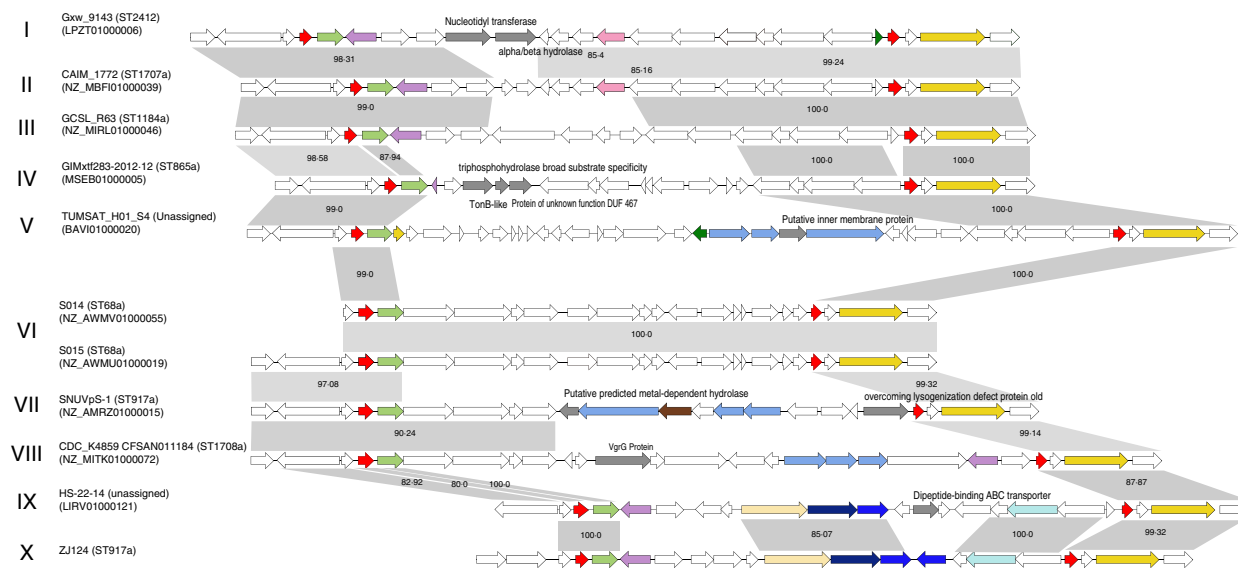 I
Gxw_9143 (ST2412)
(LPZT01000006)
Nucleotidyl transferase
alpha/beta hydrolase
85·4
98·31
85·16
99·24
II
CAIM_1772 (ST1707a)
(NZ_MBFI01000039)
99·0
100·0
III
GCSL_R63 (ST1184a)
(NZ_MIRL01000046)
98·58
87·94
100·0
100·0
IV
GIMxtf283-2012-12 (ST865a)
(MSEB01000005)
triphosphohydrolase broad substrate specificity
TonB-like
Protein of unknown function DUF 467
99·0
100·0
V
TUMSAT_H01_S4 (Unassigned)
(BAVI01000020)
Putative inner membrane protein
99·0
100·0
VI
S014 (ST68a)
(NZ_AWMV01000055)
100·0
S015 (ST68a)
(NZ_AWMU01000019)
97·08
99·32
VII
SNUVpS-1 (ST917a)
(NZ_AMRZ01000015)
Putative predicted metal-dependent hydrolase
overcoming lysogenization defect protein old
90·24
99·14
VIII
CDC_K4859 CFSAN011184 (ST1708a)
(NZ_MITK01000072)
VgrG Protein
82·92
80·0
100·0
87·87
IX
HS-22-14 (unassigned)
(LIRV01000121)
Dipeptide-binding ABC transporter
100·0
85·07
100·0
99·32
X
ZJ124 (ST917a)